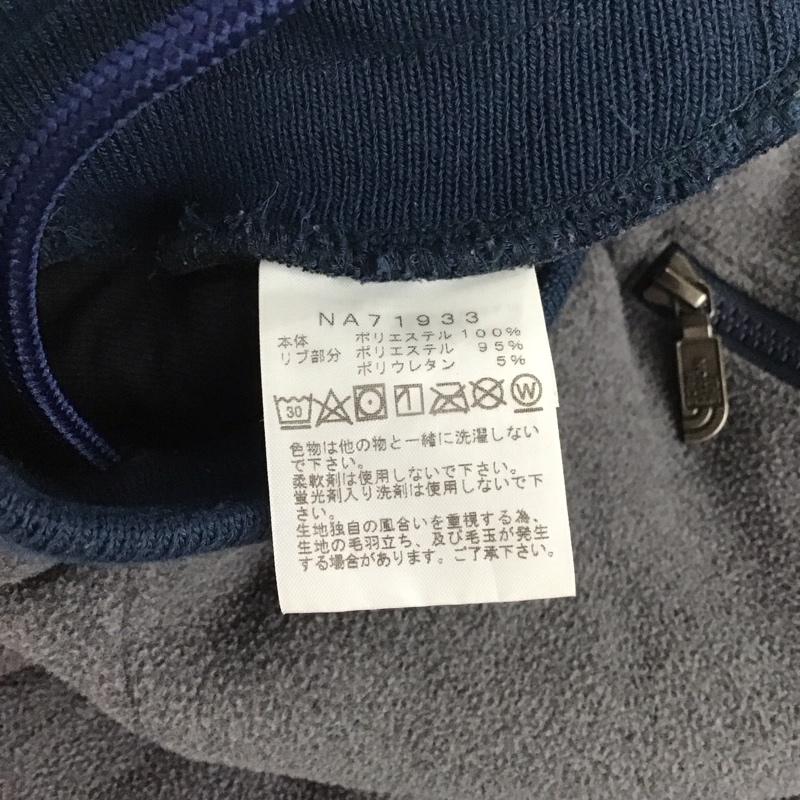 NA71933
本体 ポリエステル 100%
リブ部分 ポリエステル 95%
ポリウレタン 5%
30 W
色物は他の物と一緒に洗濯しない
で下さい。
柔軟剤は使用しないで下さい。
蛍光剤入り洗剤は使用しないで下
さい。
生地独自の風合いを重視する為、
生地の毛羽立ち、及び毛玉が発生
する場合があります。ご了承下さい。